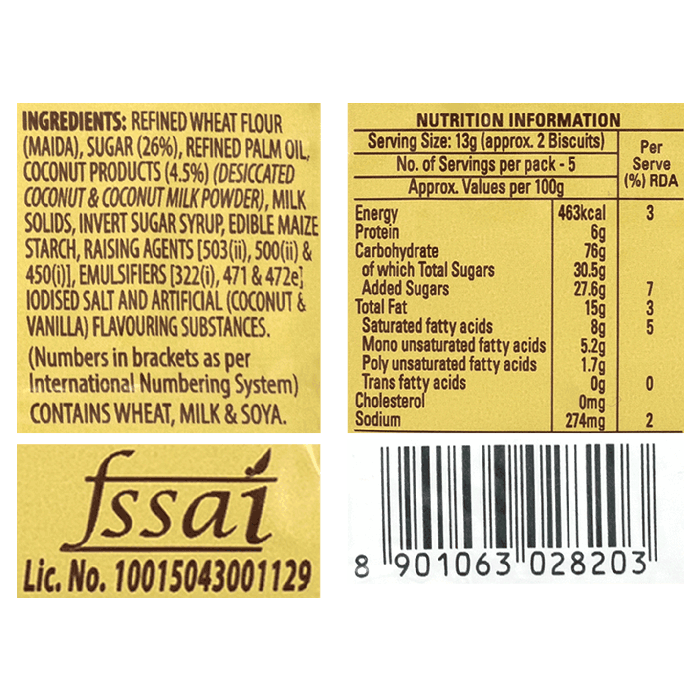 INGREDIENTS: REFINED WHEAT FLOUR
(MAIDA), SUGAR (26%), REFINED PALM OIL,
COCONUT PRODUCTS (4.5%) (DESICCATED
COCONUT & COCONUT MILK POWDER), MILK
SOLIDS, INVERT SUGAR SYRUP, EDIBLE MAIZE
STARCH, RAISING AGENTS [503(ii), 500(ii) &
450(i)], EMULSIFIERS [322(i), 471 & 472e]
IODISED SALT AND ARTIFICIAL (COCONUT &
VANILLA) FLAVOURING SUBSTANCES.
(Numbers in brackets as per
International Numbering System)
CONTAINS WHEAT, MILK & SOYA.
fssai
Lic. No. 10015043001129
NUTRITION INFORMATION
Serving Size: 13g (approx. 2 Biscuits)
No. of Servings per pack - 5
Approx. Values per 100g
Per
Serve
(%) RDA
Energy 463kcal 3
Protein 6g
Carbohydrate 76g
of which Total Sugars 30.5g
Added Sugars 27.6g 7
Total Fat 15g 3
Saturated fatty acids 8g 5
Mono unsaturated fatty acids 5.2g
Poly unsaturated fatty acids 1.7g
Trans fatty acids 0g 0
Cholesterol 0mg
Sodium 274mg 2
8 901063 028203